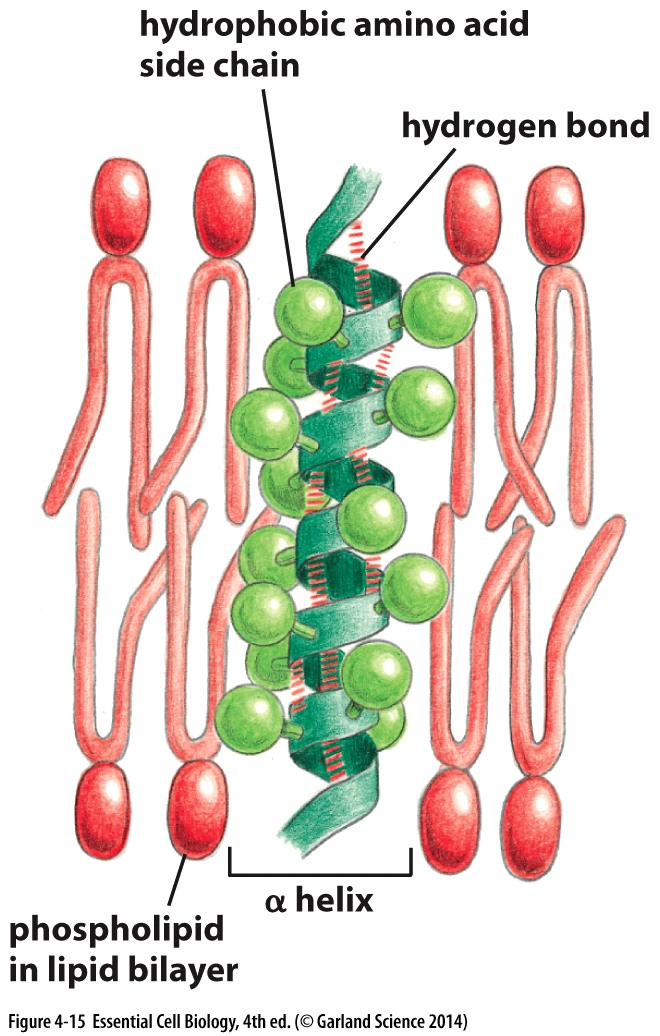 hydrophobic amino acid
side chain
hydrogen bond
α helix
phospholipid
in lipid bilayer
Figure 4-15 Essential Cell Biology, 4th ed. (© Garland Science 2014)